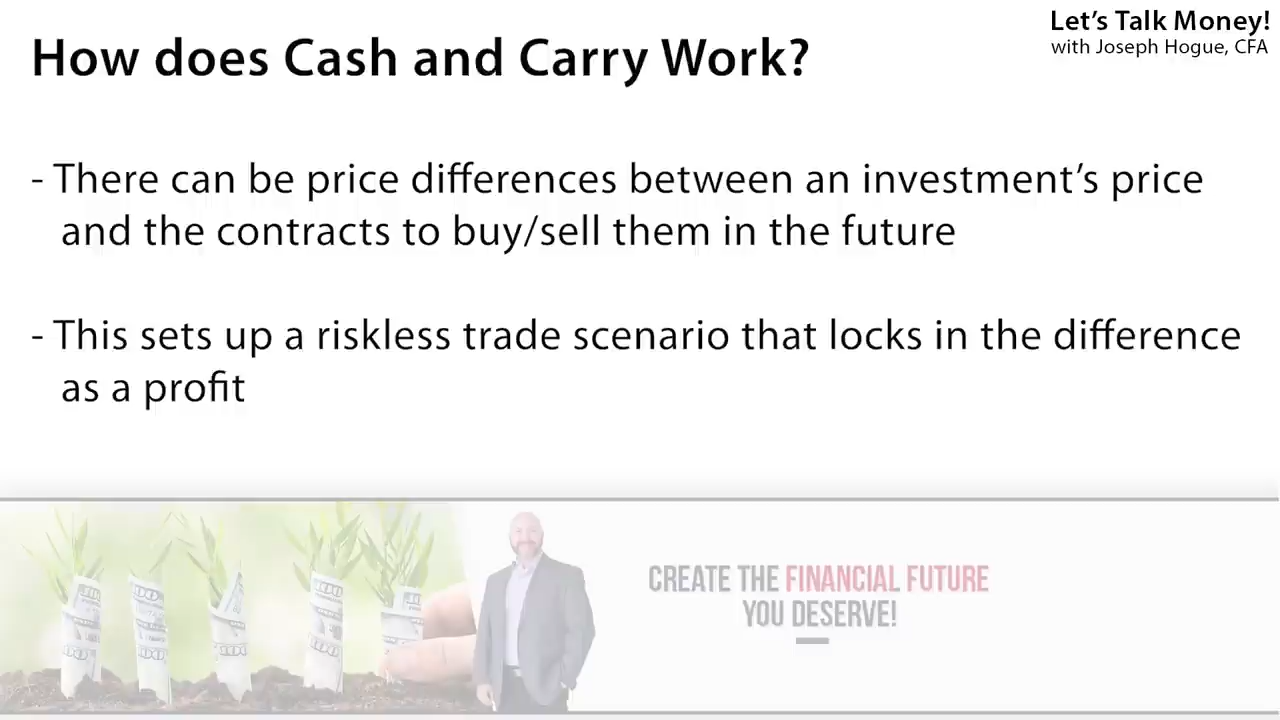 Let's Talk Money!
with Joseph Hogue, CFA
How does Cash and Carry Work?
- There can be price differences between an investment's price
and the contracts to buy/sell them in the future
- This sets up a riskless trade scenario that locks in the difference
as a profit
CREATE THE FINANCIAL FUTURE
YOU DESERVE!